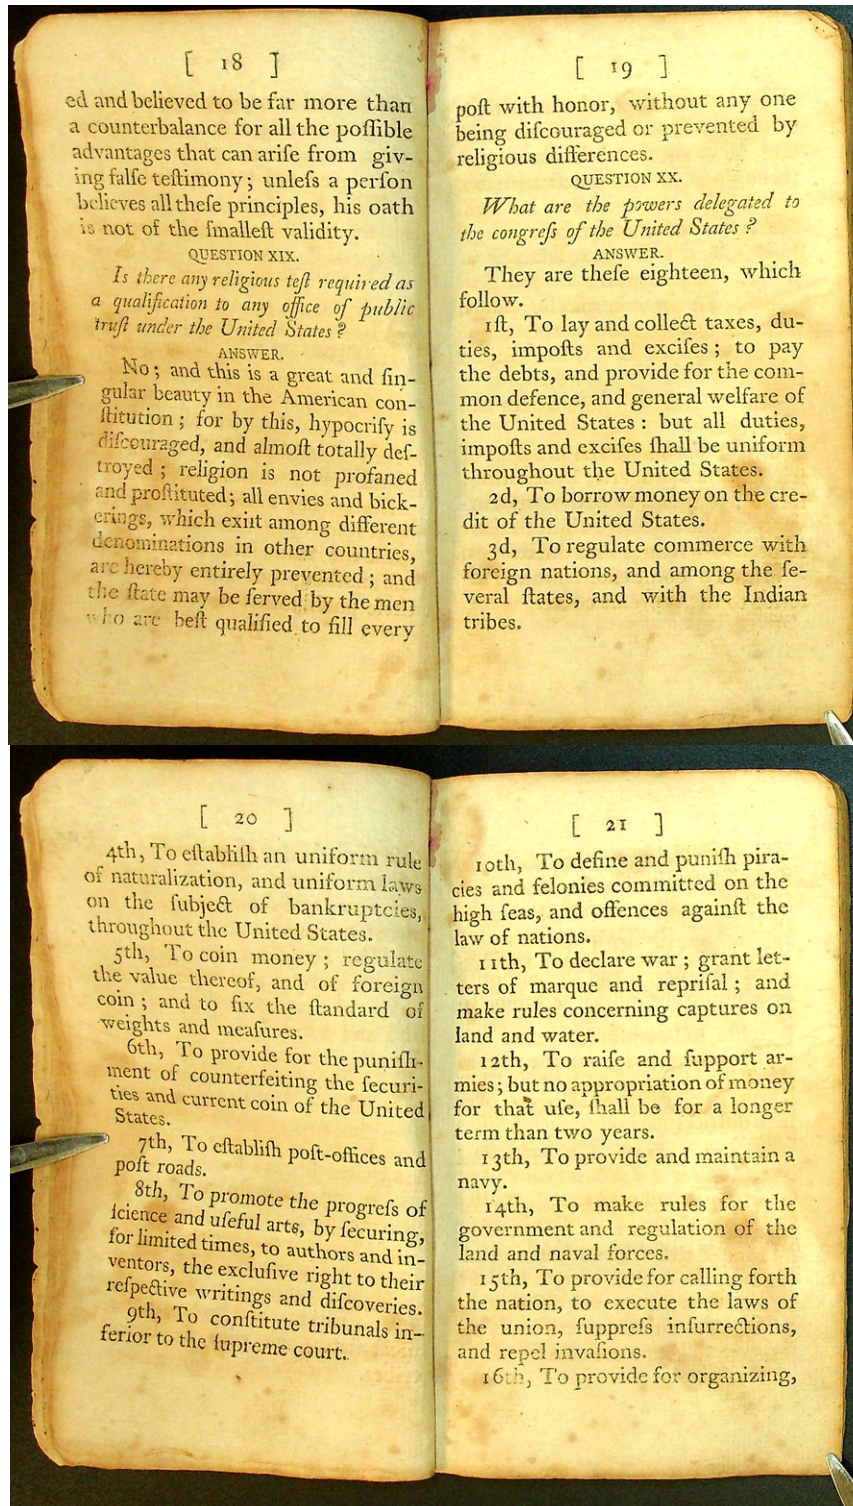 [ 18 ]
ed and believed to be far more than
a counterbalance for all the poſſible
advantages that can ariſe from giv-
ing falſe teſtimony; unleſs a perſon
believes all theſe principles, his oath
is not of the ſmalleſt validity.
QUESTION XIX.
Is there any religious teſt required as
a qualification to any office of public
truſt under the United States?
ANSWER.
No; and this is a great and ſin-
gular beauty in the American con-
ſtitution; for by this, hypocriſy is
diſcouraged, and almoſt totally deſ-
troyed; religion is not profaned
and proſtituted; all envies and bick-
erings, which exiſt among different
denominations in other countries,
are hereby entirely prevented; and
the ſtate may be ſerved by the men
who are beſt qualified to fill every
[ 19 ]
poſt with honor, without any one
being diſcouraged or prevented by
religious differences.
QUESTION XX.
What are the powers delegated to
the congreſs of the United States?
ANSWER.
They are theſe eighteen, which
follow.
1ſt, To lay and collect taxes, du-
ties, impoſts and exciſes; to pay
the debts, and provide for the com-
mon defence, and general welfare of
the United States: but all duties,
impoſts and exciſes ſhall be uniform
throughout the United States.
2d, To borrow money on the cre-
dit of the United States.
3d, To regulate commerce with
foreign nations, and among the ſe-
veral ſtates, and with the Indian
tribes.
[ 20 ]
4th, To eſtabliſh an uniform rule
of naturalization, and uniform laws
on the ſubject of bankruptcies,
throughout the United States.
5th, To coin money; regulate
the value thereof, and of foreign
coin; and to fix the ſtandard of
weights and meaſures.
6th, To provide for the puniſh-
ment of counterfeiting the ſecuri-
ties and current coin of the United
States.
7th, To eſtabliſh poſt-offices and
poſt roads.
8th, To promote the progreſs of
ſcience and uſeful arts, by ſecuring,
for limited times, to authors and in-
ventors, the excluſive right to their
reſpective writings and diſcoveries.
9th, To conſtitute tribunals in-
ferior to the ſupreme court.
[ 21 ]
10th, To define and puniſh pira-
cies and felonies committed on the
high ſeas, and offences againſt the
law of nations.
11th, To declare war; grant let-
ters of marque and repriſal; and
make rules concerning captures on
land and water.
12th, To raiſe and ſupport ar-
mies; but no appropriation of money
for that uſe, ſhall be for a longer
term than two years.
13th, To provide and maintain a
navy.
14th, To make rules for the
government and regulation of the
land and naval forces.
15th, To provide for calling forth
the nation, to execute the laws of
the union, ſuppreſs inſurrections,
and repel invaſions.
16th, To provide for organizing,